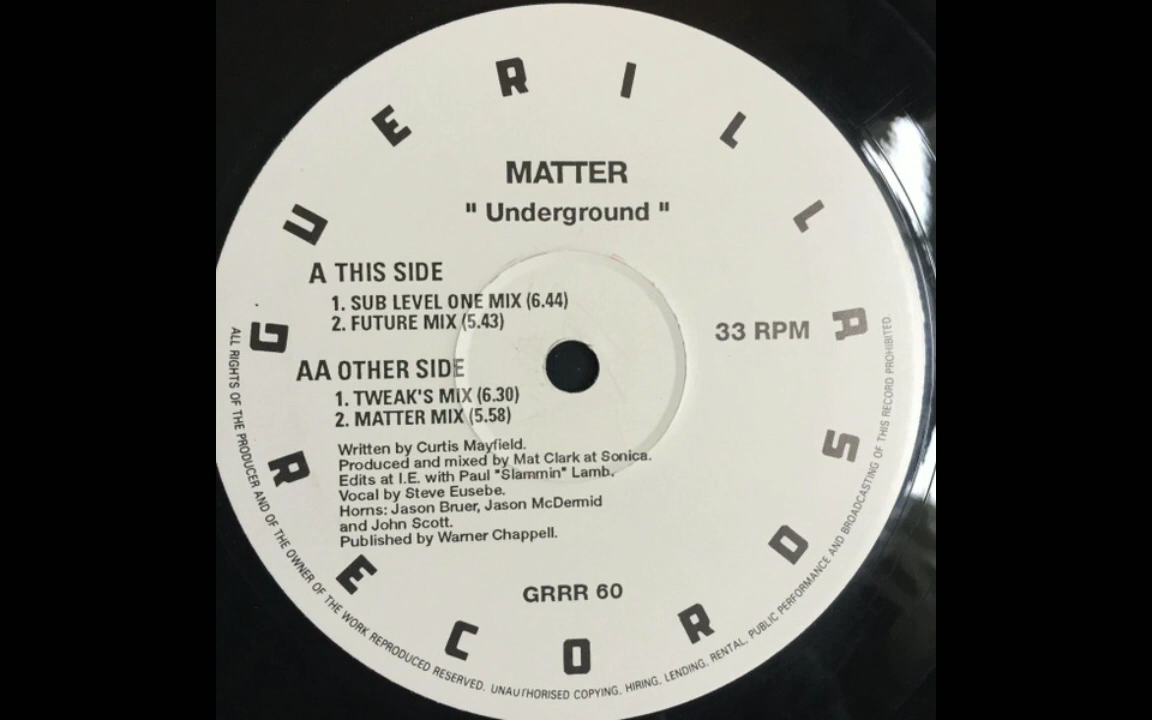 GUERILLA
RECORDS
MATTER
" Underground "
A THIS SIDE
1. SUB LEVEL ONE MIX (6.44)
2. FUTURE MIX (5.43)
33 RPM
AA OTHER SIDE
1. TWEAK'S MIX (6.30)
2. MATTER MIX (5.58)
Written by Curtis Mayfield.
Produced and mixed by Mat Clark at Sonica.
Edits at I.E. with Paul "Slammin" Lamb.
Vocal by Steve Eusebe.
Horns: Jason Bruer, Jason McDermid
and John Scott.
Published by Warner Chappell.
GRRR 60
ALL RIGHTS OF THE PRODUCER AND OF THE OWNER OF THE WORK REPRODUCED RESERVED. UNAUTHORISED COPYING, HIRING, LENDING, RENTAL, PUBLIC PERFORMANCE AND BROADCASTING OF THIS RECORD PROHIBITED.